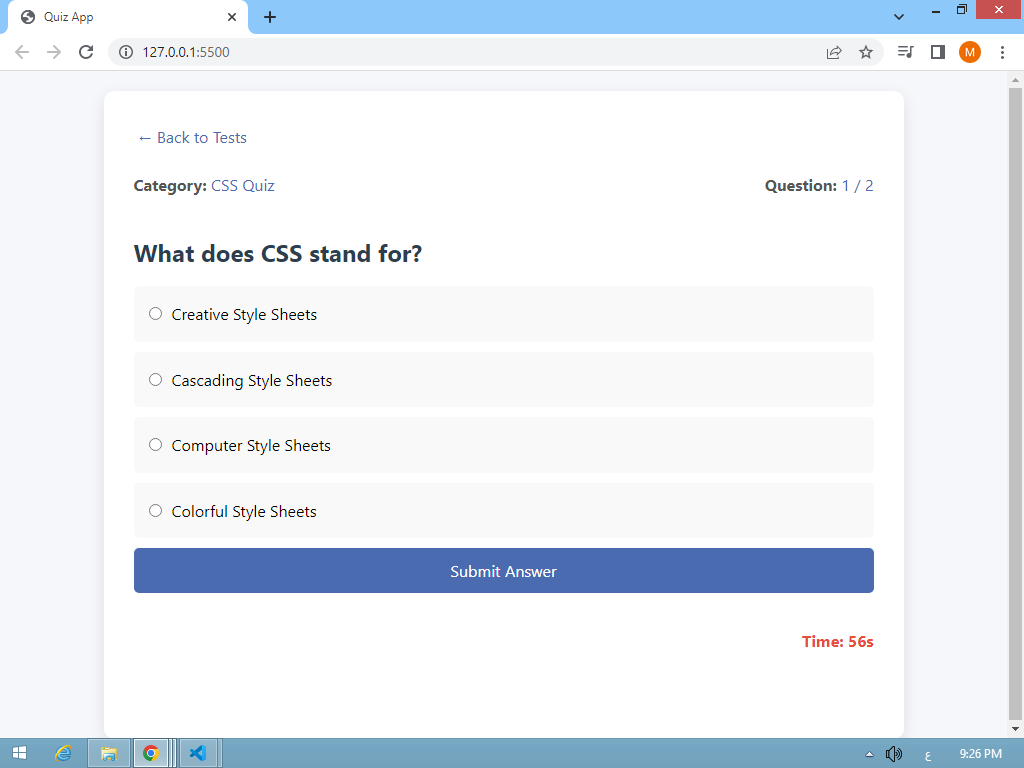 Quiz App
127.0.0.1:5500
M
← Back to Tests
Category: CSS Quiz
Question: 1 / 2
What does CSS stand for?
Creative Style Sheets
Cascading Style Sheets
Computer Style Sheets
Colorful Style Sheets
Submit Answer
Time: 56s
ع
9:26 PM